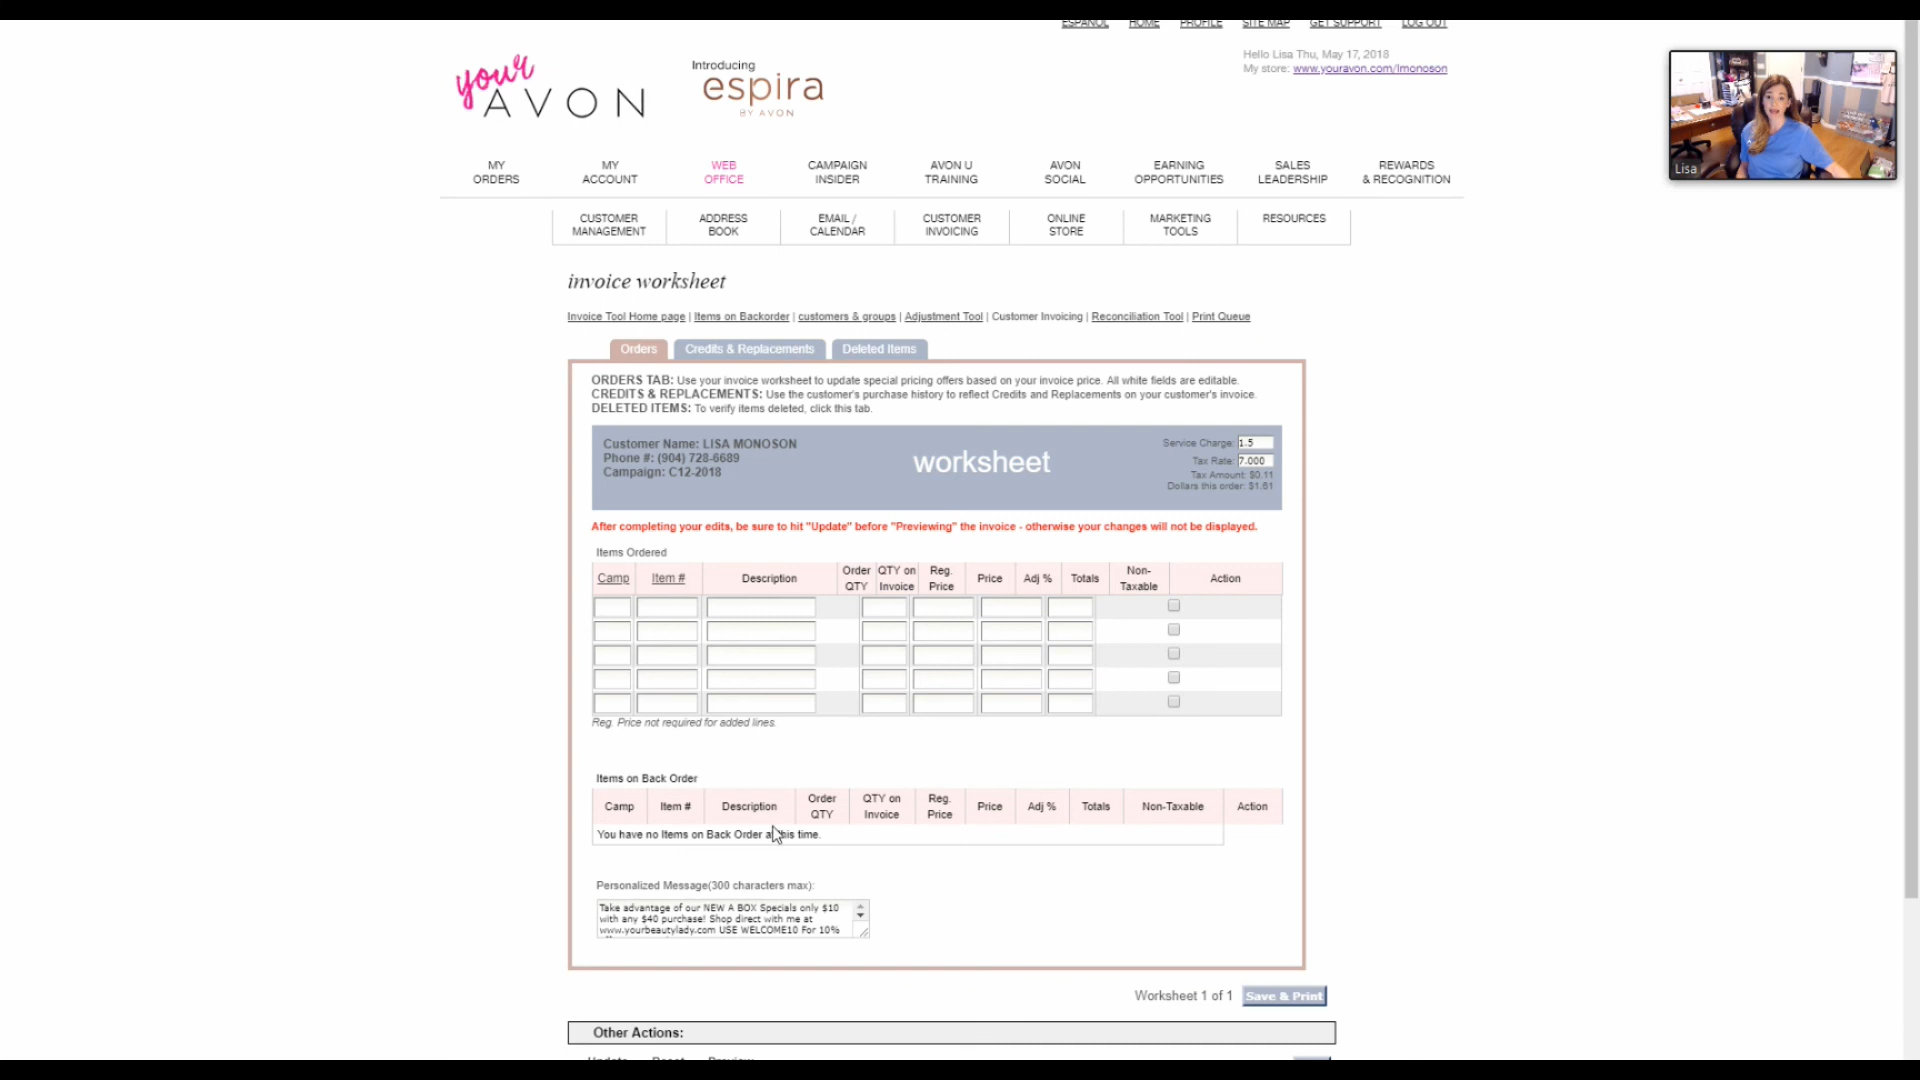 ESPAÑOL HOME PROFILE SITE MAP GET SUPPORT LOG OUT
Hello Lisa Thu, May 17, 2018
My store: www.youravon.com/lmonoson
your
AVON
Introducing
espira
BY AVON
Lisa
MY ORDERS
MY ACCOUNT
WEB OFFICE
CAMPAIGN INSIDER
AVON U TRAINING
AVON SOCIAL
EARNING OPPORTUNITIES
SALES LEADERSHIP
REWARDS & RECOGNITION
CUSTOMER MANAGEMENT
ADDRESS BOOK
EMAIL / CALENDAR
CUSTOMER INVOICING
ONLINE STORE
MARKETING TOOLS
RESOURCES
invoice worksheet
Invoice Tool Home page | Items on Backorder | customers & groups | Adjustment Tool | Customer Invoicing | Reconciliation Tool | Print Queue
Orders Credits & Replacements Deleted Items
ORDERS TAB: Use your invoice worksheet to update special pricing offers based on your invoice price. All white fields are editable.
CREDITS & REPLACEMENTS: Use the customer's purchase history to reflect Credits and Replacements on your customer's invoice.
DELETED ITEMS: To verify items deleted, click this tab.
Customer Name: LISA MONOSON
Phone #: (904) 728-6689
Campaign: C12-2018
worksheet
Service Charge: 1.5
Tax Rate: 7.000
Tax Amount: $0.11
Dollars this order: $1.61
After completing your edits, be sure to hit "Update" before "Previewing" the invoice - otherwise your changes will not be displayed.
Items Ordered
Camp Item # Description Order QTY QTY on Invoice Reg. Price Price Adj % Totals Non-Taxable Action
Reg. Price not required for added lines.
Items on Back Order
Camp Item # Description Order QTY QTY on Invoice Reg. Price Price Adj % Totals Non-Taxable Action
You have no Items on Back Order at this time.
Personalized Message(300 characters max):
Take advantage of our NEW A BOX Specials only $10
with any $40 purchase! Shop direct with me at
www.yourbeautylady.com USE WELCOME10 For 10%
Worksheet 1 of 1 Save & Print
Other Actions:
Update Reset Preview